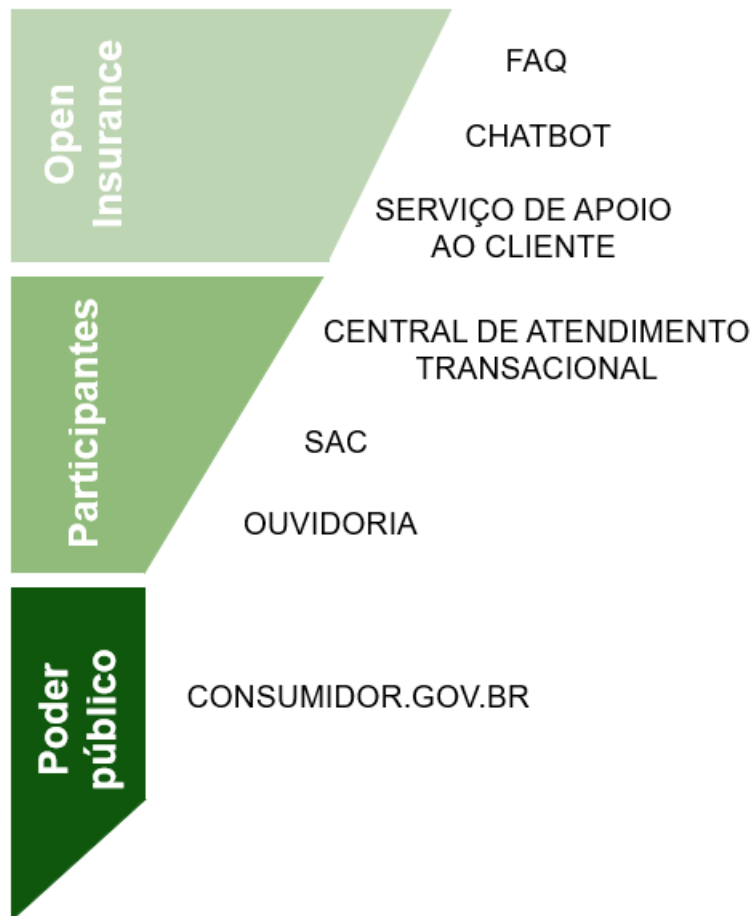 Open
Insurance
FAQ
CHATBOT
SERVIÇO DE APOIO
AO CLIENTE
Participantes
CENTRAL DE ATENDIMENTO
TRANSACIONAL
SAC
OUVIDORIA
Poder
público
CONSUMIDOR.GOV.BR